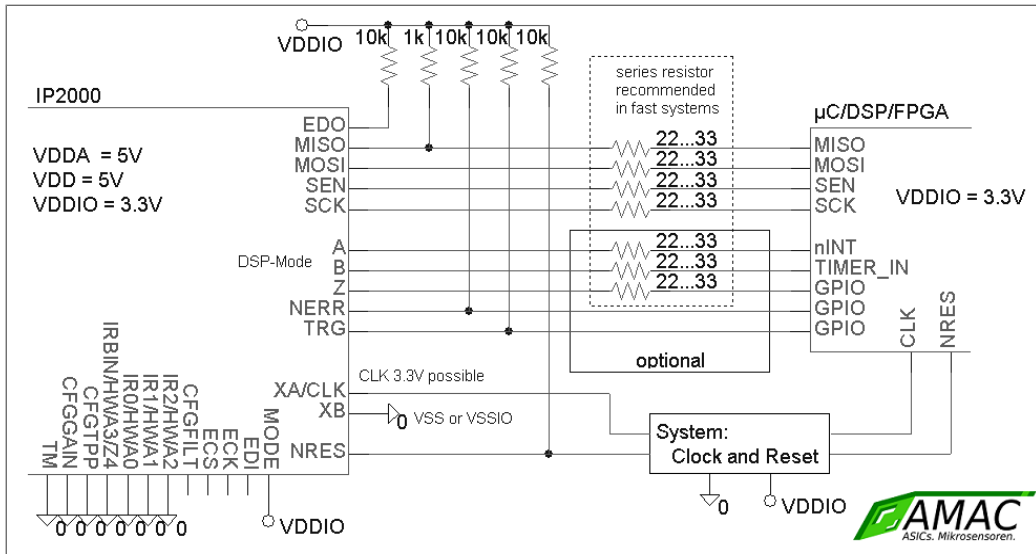 VDDIO
10k 1k 10k 10k 10k
series resistor
recommended
in fast systems
IP2000
µC/DSP/FPGA
VDDA = 5V
VDD = 5V
VDDIO = 3.3V
EDO
MISO 22...33 MISO
MOSI 22...33 MOSI
SEN 22...33 SEN
SCK 22...33 SCK
VDDIO = 3.3V
DSP-Mode
A 22...33 nINT
B 22...33 TIMER_IN
Z 22...33 GPIO
NERR GPIO
TRG GPIO
optional
CLK
NRES
XA/CLK
CLK 3.3V possible
XB
0 VSS or VSSIO
NRES
System:
Clock and Reset
0
VDDIO
TM
CFGGAIN
CFGTPP
IRBIN/HWA3/Z4
IR0/HWA0
IR1/HWA1
IR2/HWA2
CFGFILT
ECS
ECK
EDI
MODE
0 0 0 0 0 0 0
VDDIO
AMAC
ASICs. Mikrosensoren.